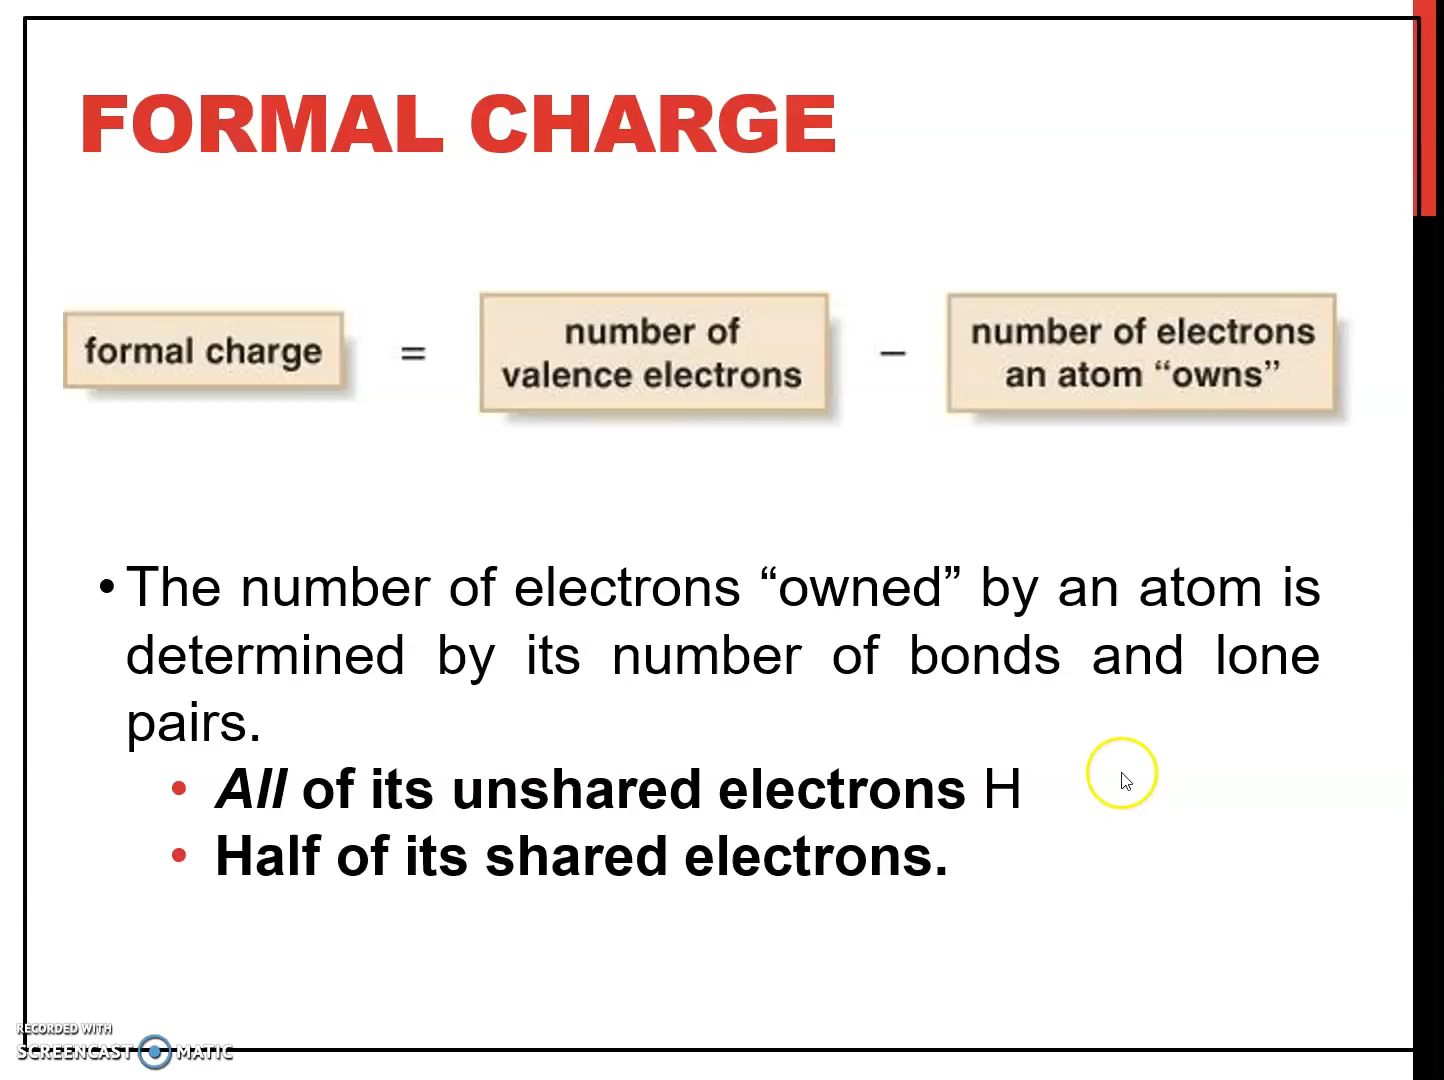 FORMAL CHARGE
formal charge = number of valence electrons – number of electrons an atom “owns”
• The number of electrons “owned” by an atom is
determined by its number of bonds and lone
pairs.
• All of its unshared electrons H
• Half of its shared electrons.
RECORDED WITH
SCREENCAST MATIC